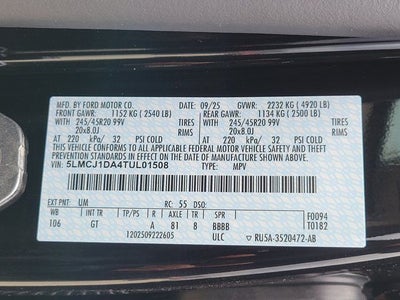 MFD. BY FORD MOTOR CO. 09/25 GVWR: 2232 KG ( 4920 LB)
FRONT GAWR: 1152 KG ( 2540 LB) REAR GAWR: 1134 KG ( 2500 LB)
WITH TIRES 245/45R20 99V WITH TIRES 245/45R20 99V
RIMS 20x8.0J RIMS 20x8.0J
AT 220 kPa/ 32 PSI COLD AT 220 kPa/ 32 PSI COLD
THIS VEHICLE CONFORMS TO ALL APPLICABLE FEDERAL MOTOR VEHICLE SAFETY AND THEFT PREVENTION STANDARDS IN EFFECT ON THE DATE OF MANUFACTURE SHOWN ABOVE.
VIN: 5LMCJ1DA4TUL01508 TYPE: MPV
EXT PNT: UM RC: 55 DSO:
WB INT TR TP/PS R AXLE TR SPR F0094
106 GT A 81 8 BBBB T0182
1202509222605 ULC RU5A-3520472-AB